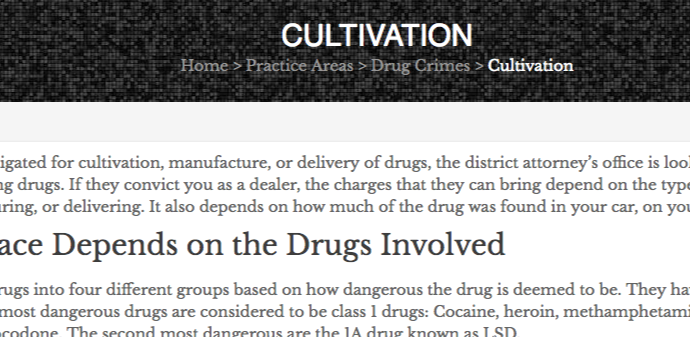 CULTIVATION
Home > Practice Areas > Drug Crimes > Cultivation
igated for cultivation, manufacture, or delivery of drugs, the district attorney's office is loo
ng drugs. If they convict you as a dealer, the charges that they can bring depend on the type
uring, or delivering. It also depends on how much of the drug was found in your car, on you
ace Depends on the Drugs Involved
rugs into four different groups based on how dangerous the drug is deemed to be. They ha
most dangerous drugs are considered to be class 1 drugs: Cocaine, heroin, methamphetami
ocodone. The second most dangerous are the 1A drug known as LSD